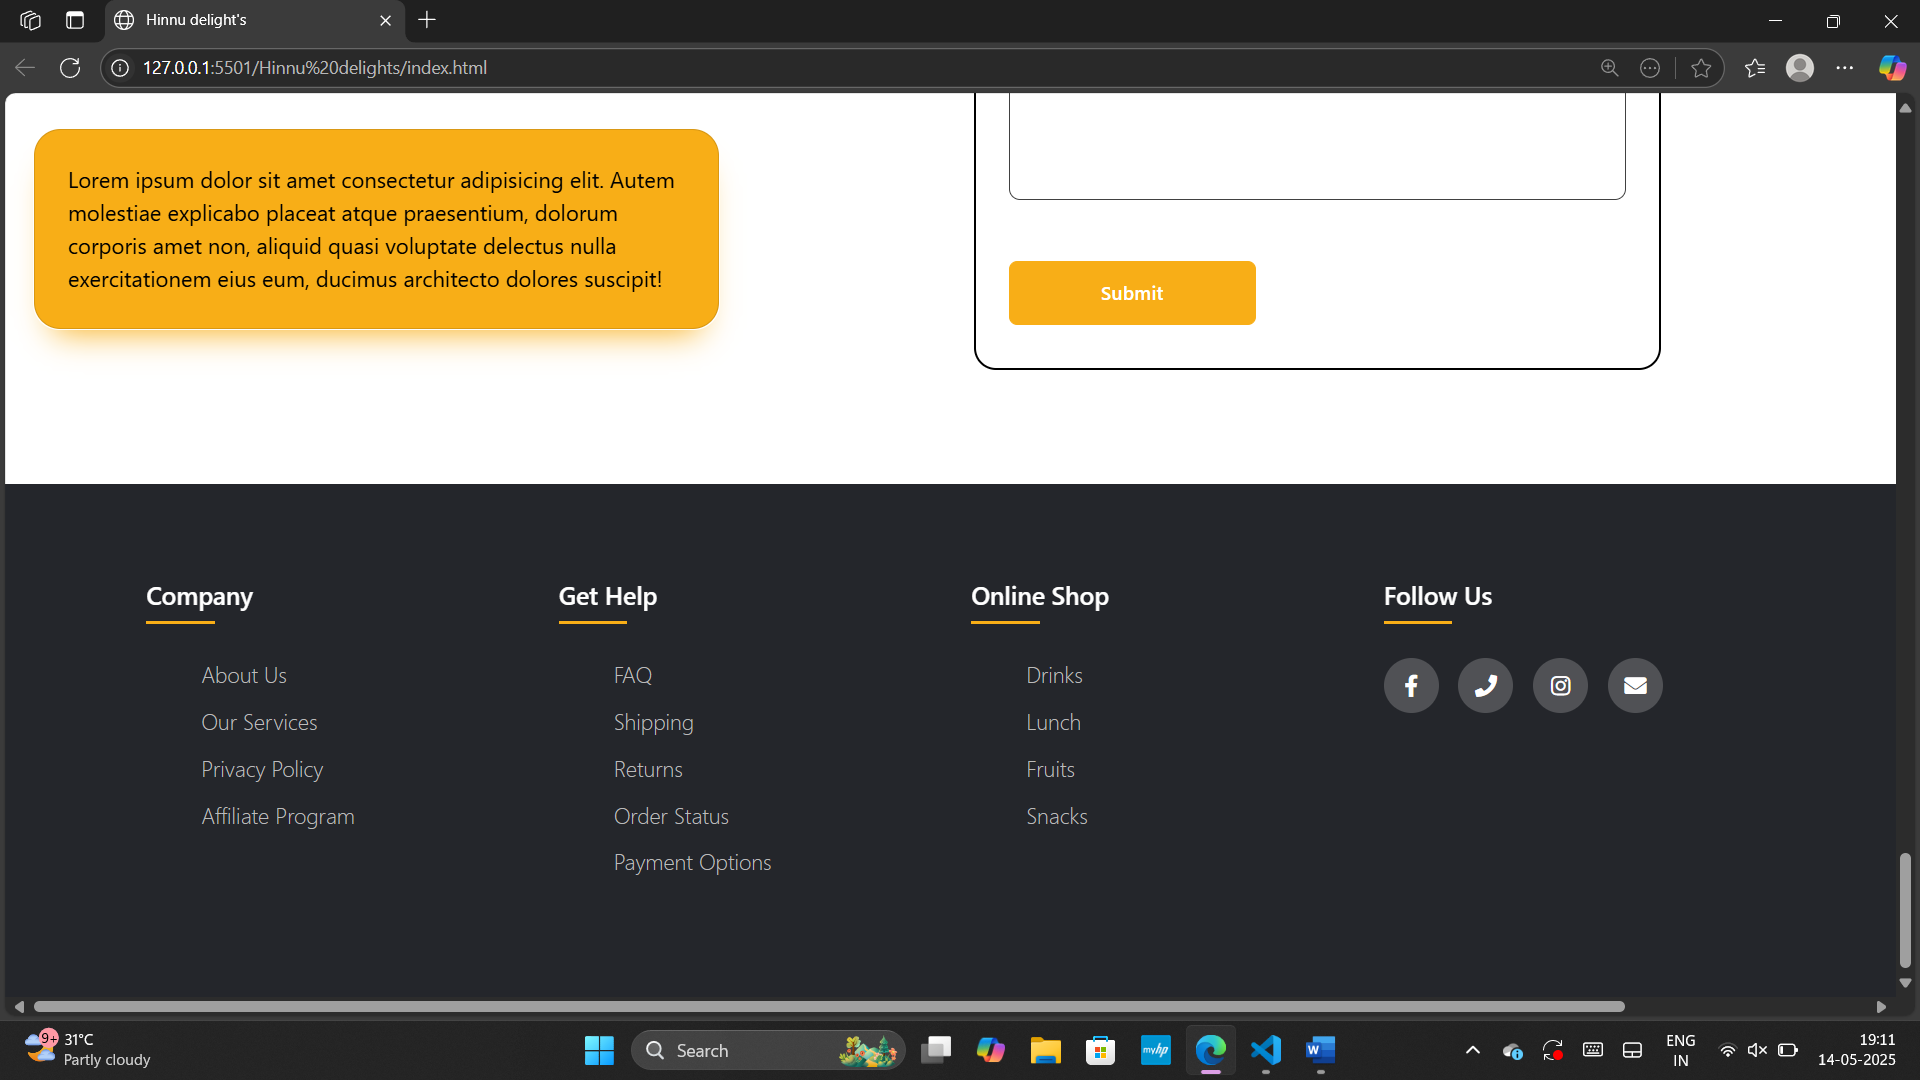 Hinnu delight's
127.0.0.1:5501/Hinnu%20delights/index.html
Lorem ipsum dolor sit amet consectetur adipisicing elit. Autem
molestiae explicabo placeat atque praesentium, dolorum
corporis amet non, aliquid quasi voluptate delectus nulla
exercitationem eius eum, ducimus architecto dolores suscipit!
Submit
Company
About Us
Our Services
Privacy Policy
Affiliate Program
Get Help
FAQ
Shipping
Returns
Order Status
Payment Options
Online Shop
Drinks
Lunch
Fruits
Snacks
Follow Us
9+
31°C
Partly cloudy
Search
myhp
W
ENG
IN
19:11
14-05-2025